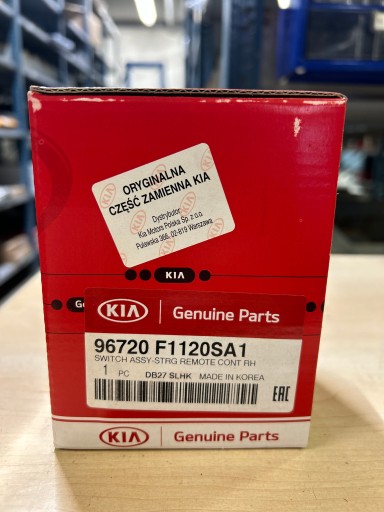 ORYGINALNA
CZĘŚĆ ZAMIENNA KIA
Dystrybutor:
Kia Motors Polska Sp. z o.o.
Puławska 366, 02-819 Warszawa
KIA
KIA Genuine Parts
96720 F1120SA1
SWITCH ASSY-STRG REMOTE CONT RH
1 PC DB27 SLHK MADE IN KOREA
EAC
KIA Genuine Parts